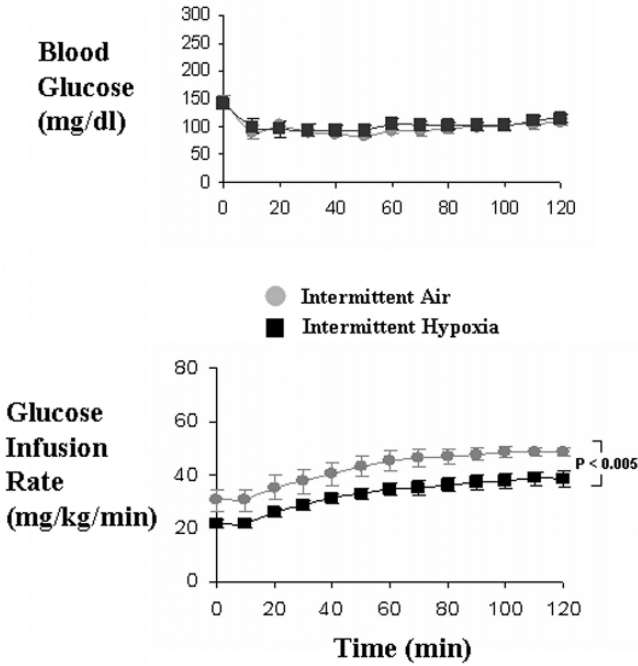 Blood
Glucose
(mg/dl)
300
250
200
150
100
50
0
0 20 40 60 80 100 120
Intermittent Air
Intermittent Hypoxia
Glucose
Infusion
Rate
(mg/kg/min)
80
60
40
20
0
P < 0.005
0 20 40 60 80 100 120
Time (min)